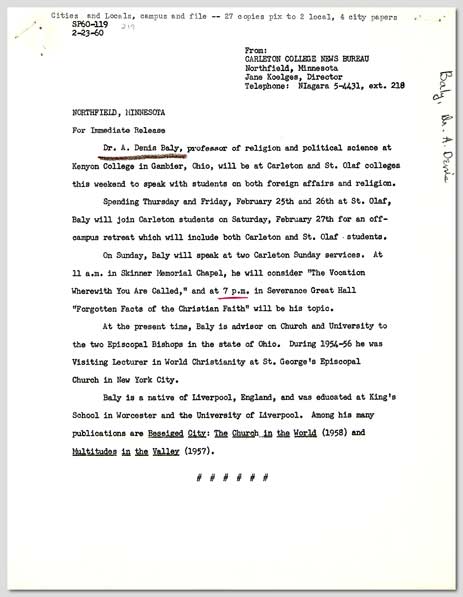 Cities and Locals, campus and file -- 27 copies pix to 2 local, 4 city papers
SP60-119
2-23-60
From:
CARLETON COLLEGE NEWS BUREAU
Northfield, Minnesota
Jane Koelges, Director
Telephone: NIagara 5-4431, ext. 218
Baly, Dr. A. Denis
NORTHFIELD, MINNESOTA
For Immediate Release
Dr. A. Denis Baly, professor of religion and political science at
Kenyon College in Gambier, Ohio, will be at Carleton and St. Olaf colleges
this weekend to speak with students on both foreign affairs and religion.
Spending Thursday and Friday, February 25th and 26th at St. Olaf,
Baly will join Carleton students on Saturday, February 27th for an off-
campus retreat which will include both Carleton and St. Olaf students.
On Sunday, Baly will speak at two Carleton Sunday services. At
11 a.m. in Skinner Memorial Chapel, he will consider "The Vocation
Wherewith You Are Called," and at 7 p.m. in Severance Great Hall
"Forgotten Facts of the Christian Faith" will be his topic.
At the present time, Baly is advisor on Church and University to
the two Episcopal Bishops in the state of Ohio. During 1954-56 he was
Visiting Lecturer in World Christianity at St. George's Episcopal
Church in New York City.
Baly is a native of Liverpool, England, and was educated at King's
School in Worcester and the University of Liverpool. Among his many
publications are Beseiged City: The Church in the World (1958) and
Multitudes in the Valley (1957).
# # # # # #